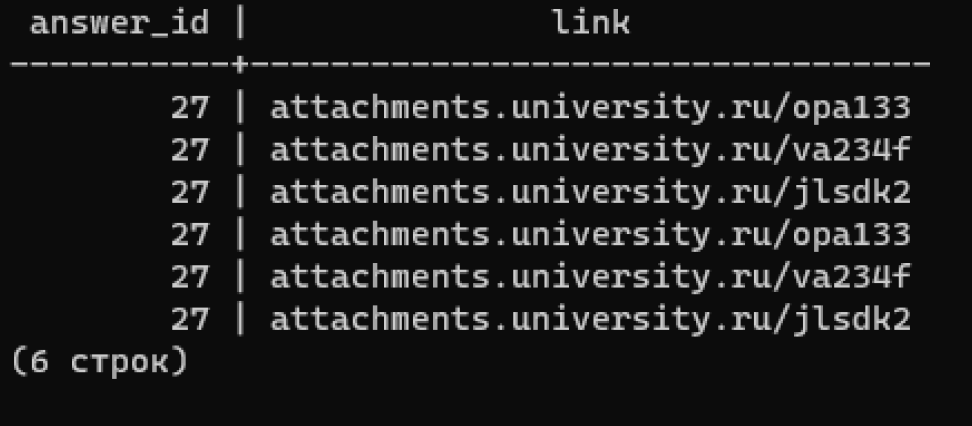 answer_id | link
-----------+----------------------------------
27 | attachments.university.ru/opa133
27 | attachments.university.ru/va234f
27 | attachments.university.ru/jlsdk2
27 | attachments.university.ru/opa133
27 | attachments.university.ru/va234f
27 | attachments.university.ru/jlsdk2
(6 строк)